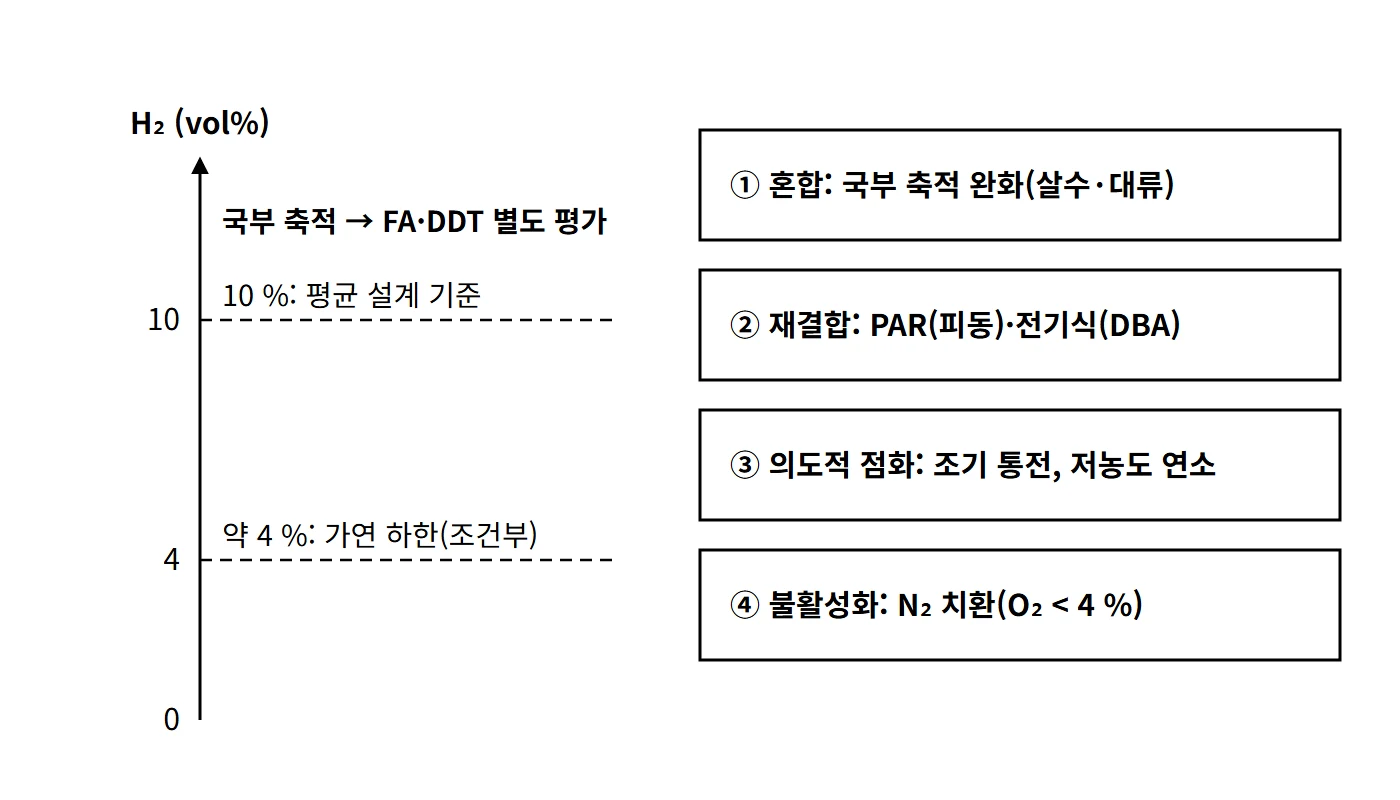 H₂ (vol%)
국부 축적 → FA·DDT 별도 평가
10 %: 평균 설계 기준
10
약 4 %: 가연 하한(조건부)
4
0
① 혼합: 국부 축적 완화(살수·대류)
② 재결합: PAR(피동)·전기식(DBA)
③ 의도적 점화: 조기 통전, 저농도 연소
④ 불활성화: N₂ 치환(O₂ < 4 %)